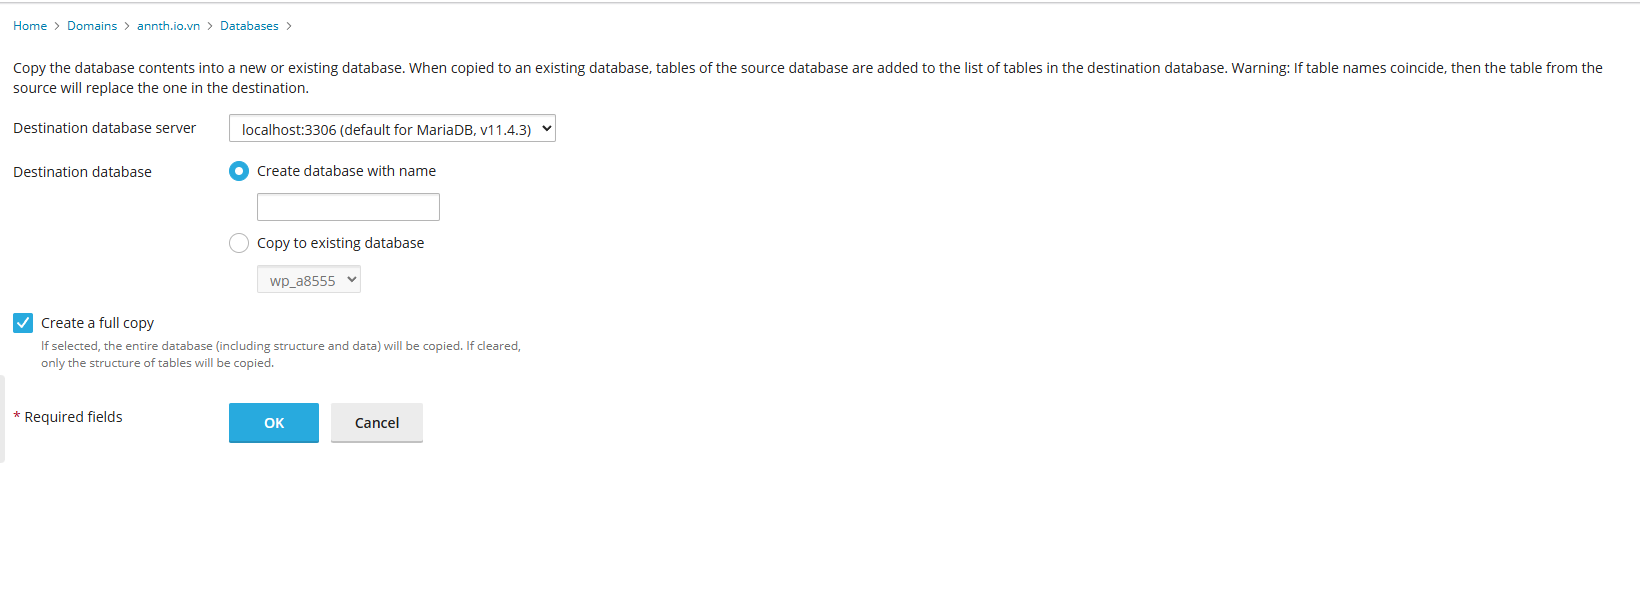 Home > Domains > annth.io.vn > Databases >
Copy the database contents into a new or existing database. When copied to an existing database, tables of the source database are added to the list of tables in the destination database. Warning: If table names coincide, then the table from the
source will replace the one in the destination.
Destination database server
localhost:3306 (default for MariaDB, v11.4.3)
Destination database
Create database with name
Copy to existing database
wp_a8555
Create a full copy
If selected, the entire database (including structure and data) will be copied. If cleared,
only the structure of tables will be copied.
* Required fields
OK
Cancel